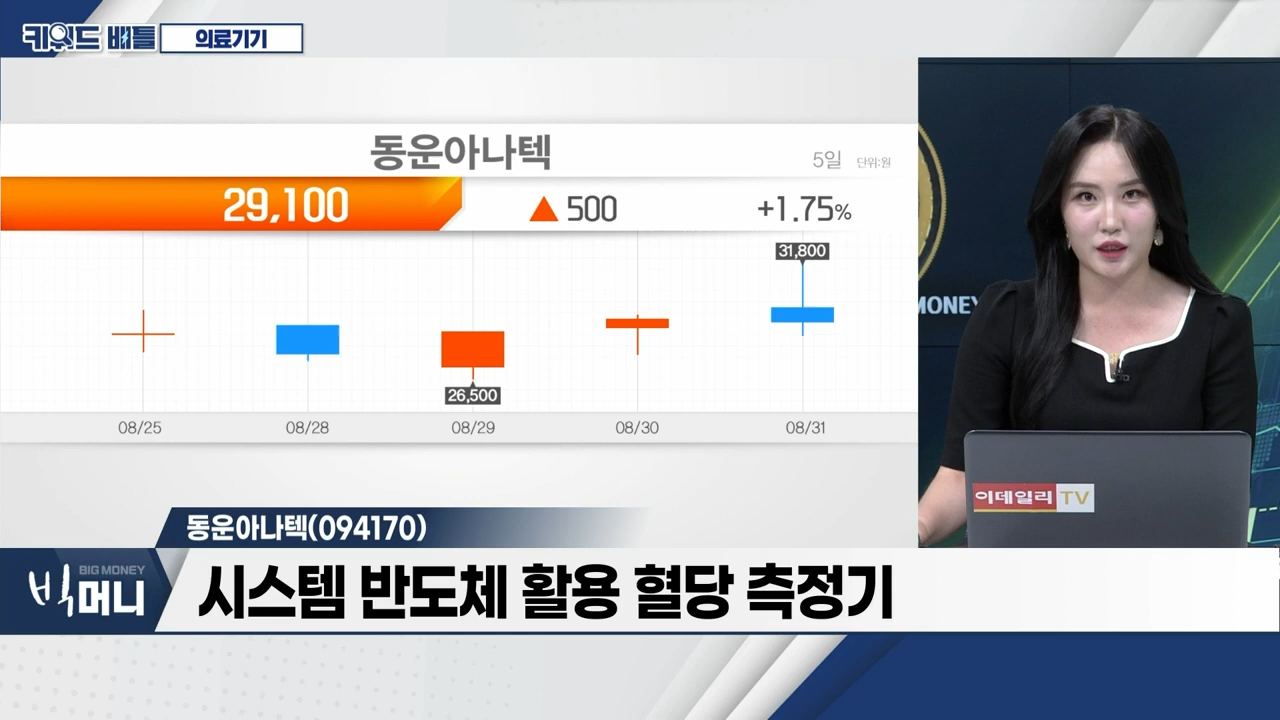 키워드 배틀
의료기기
동운아나텍
5일 단위:원
29,100 ▲ 500 +1.75%
31,800
26,500
08/25 08/28 08/29 08/30 08/31
MONEY
이데일리 TV
동운아나텍(094170)
BIG MONEY
빅머니
시스템 반도체 활용 혈당 측정기